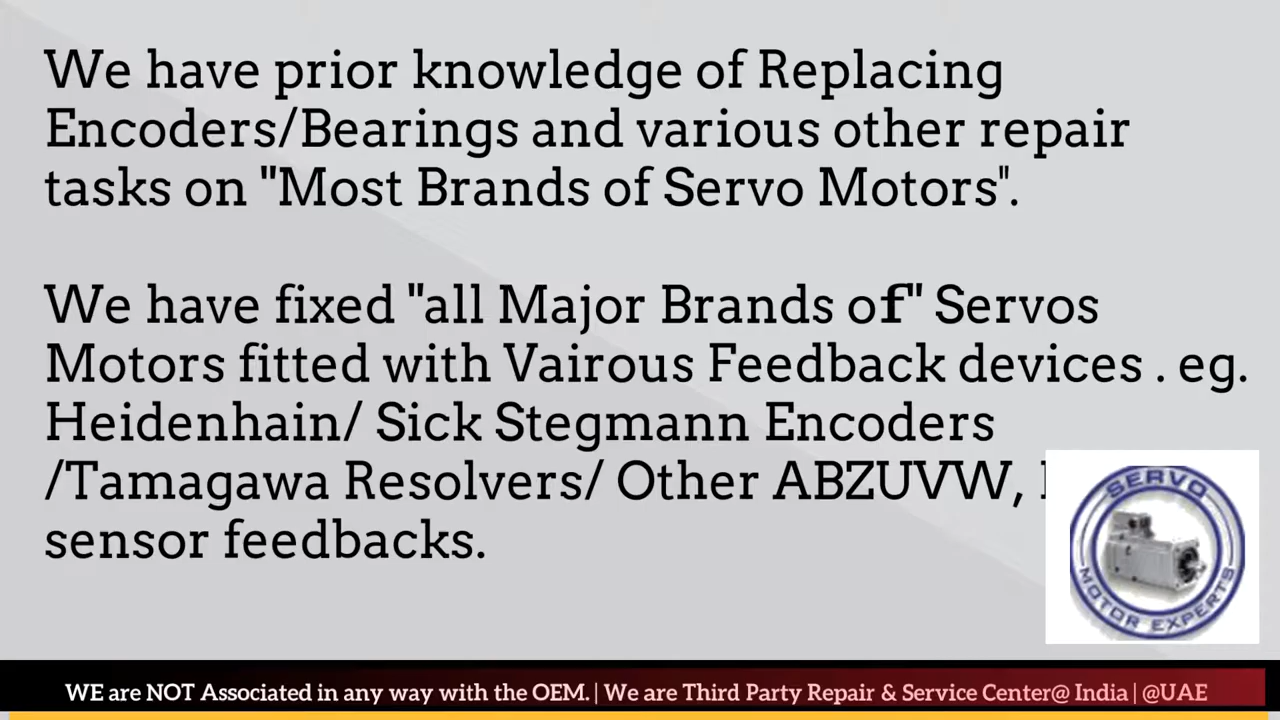 We have prior knowledge of Replacing
Encoders/Bearings and various other repair
tasks on "Most Brands of Servo Motors".
We have fixed "all Major Brands of" Servos
Motors fitted with Vairous Feedback devices . eg.
Heidenhain/ Sick Stegmann Encoders
/Tamagawa Resolvers/ Other ABZUVW,
sensor feedbacks.
SERVO
MOTOR EXPERTS
WE are NOT Associated in any way with the OEM. | We are Third Party Repair & Service Center@ India | @UAE